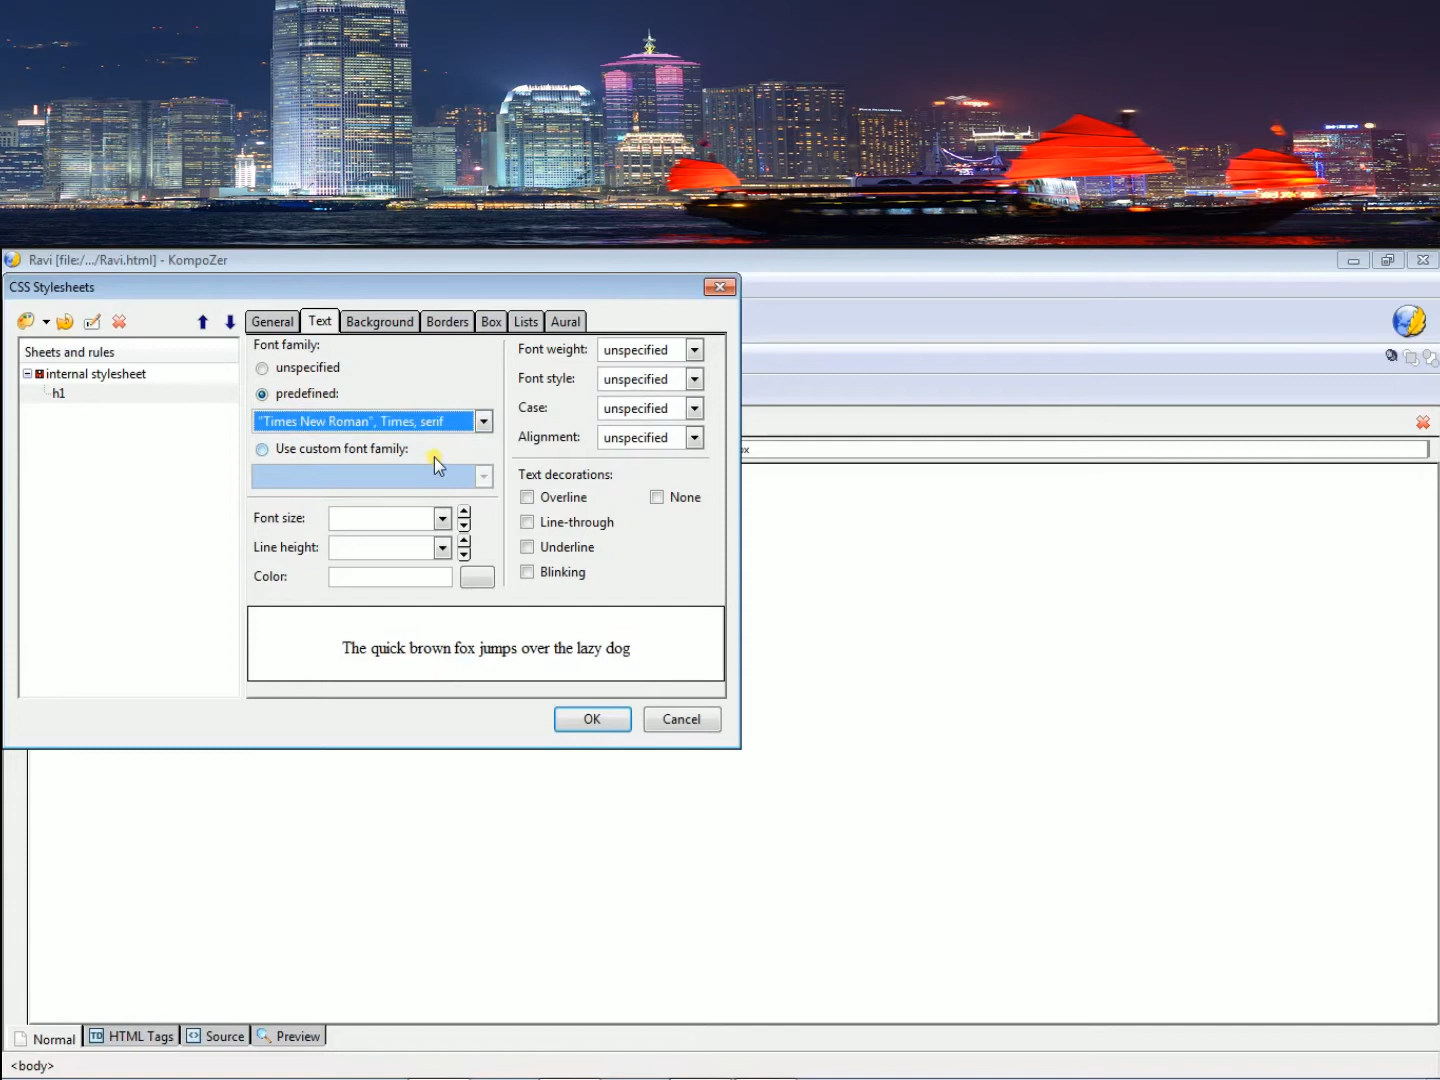 Ravi [file:/.../Ravi.html] - KompoZer
CSS Stylesheets
General Text Background Borders Box Lists Aural
Sheets and rules
internal stylesheet
h1
Font family:
unspecified
predefined:
"Times New Roman", Times, serif
Use custom font family:
Font size:
Line height:
Color:
Font weight: unspecified
Font style: unspecified
Case: unspecified
Alignment: unspecified
Text decorations:
Overline None
Line-through
Underline
Blinking
The quick brown fox jumps over the lazy dog
OK Cancel
Normal HTML Tags Source Preview
<body>